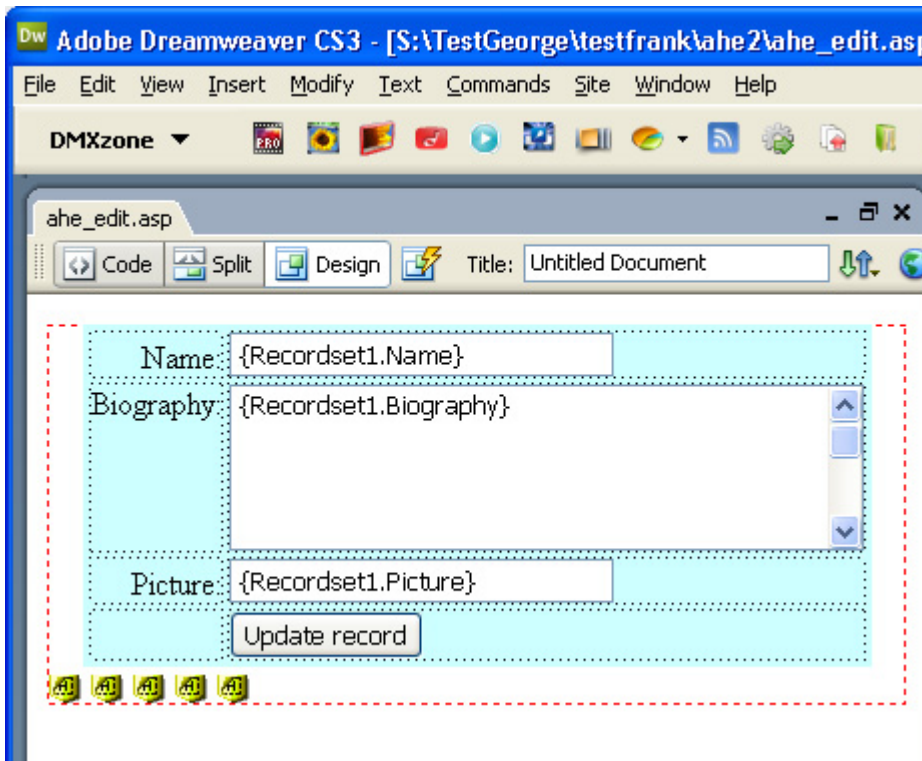 Dw Adobe Dreamweaver CS3 - [S:\TestGeorge\testfrank\ahe2\ahe_edit.asp
File Edit View Insert Modify Text Commands Site Window Help
DMXzone PRO
ahe_edit.asp
Code Split Design Title: Untitled Document
Name: {Recordset1.Name}
Biography: {Recordset1.Biography}
Picture: {Recordset1.Picture}
Update record